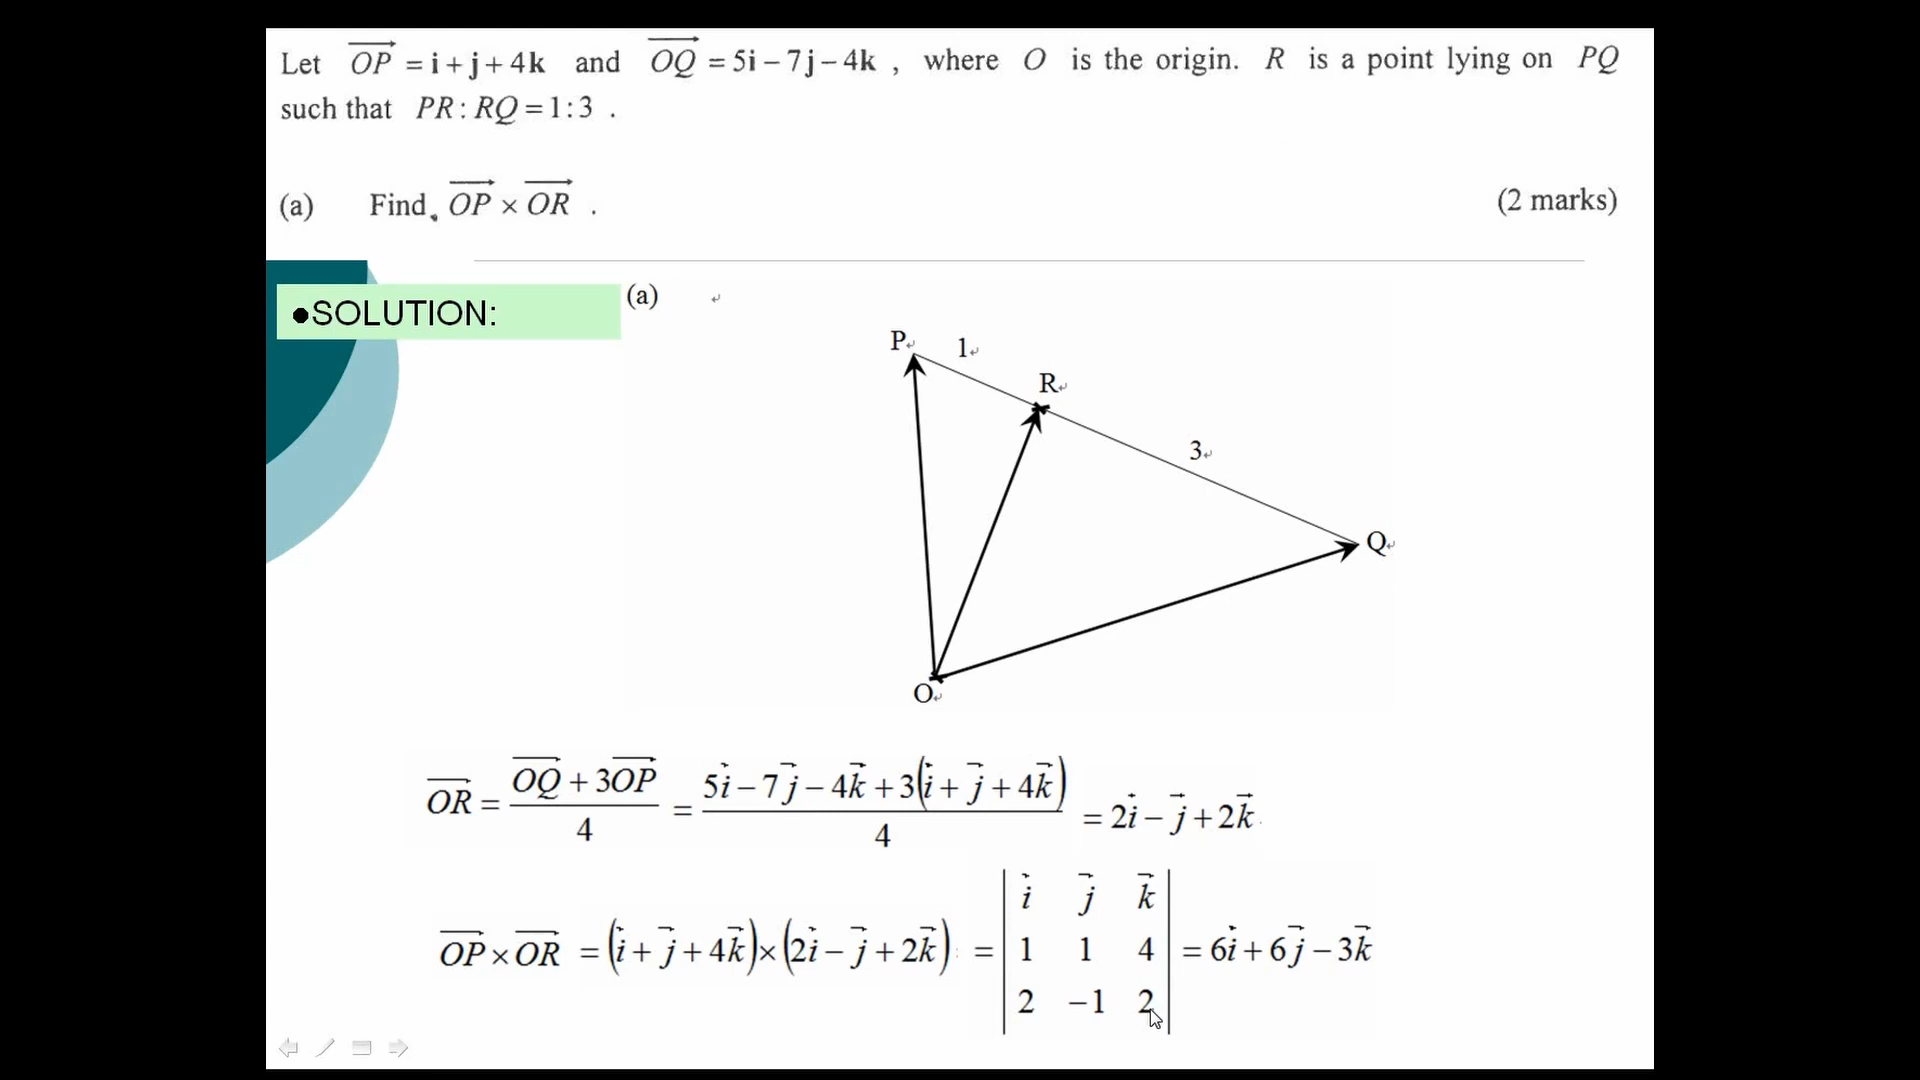 Let OP = i + j + 4k and OQ = 5i − 7j − 4k , where O is the origin. R is a point lying on PQ
such that PR : RQ = 1 : 3 .
(a) Find OP × OR . (2 marks)
●SOLUTION:
(a)
P
1
R
3
Q
O
OR = (OQ + 3OP)/4 = (5i − 7j − 4k + 3(i + j + 4k))/4 = 2i − j + 2k
OP × OR = (i + j + 4k) × (2i − j + 2k) = | i j k | = 6i + 6j − 3k
1 1 4
2 −1 2